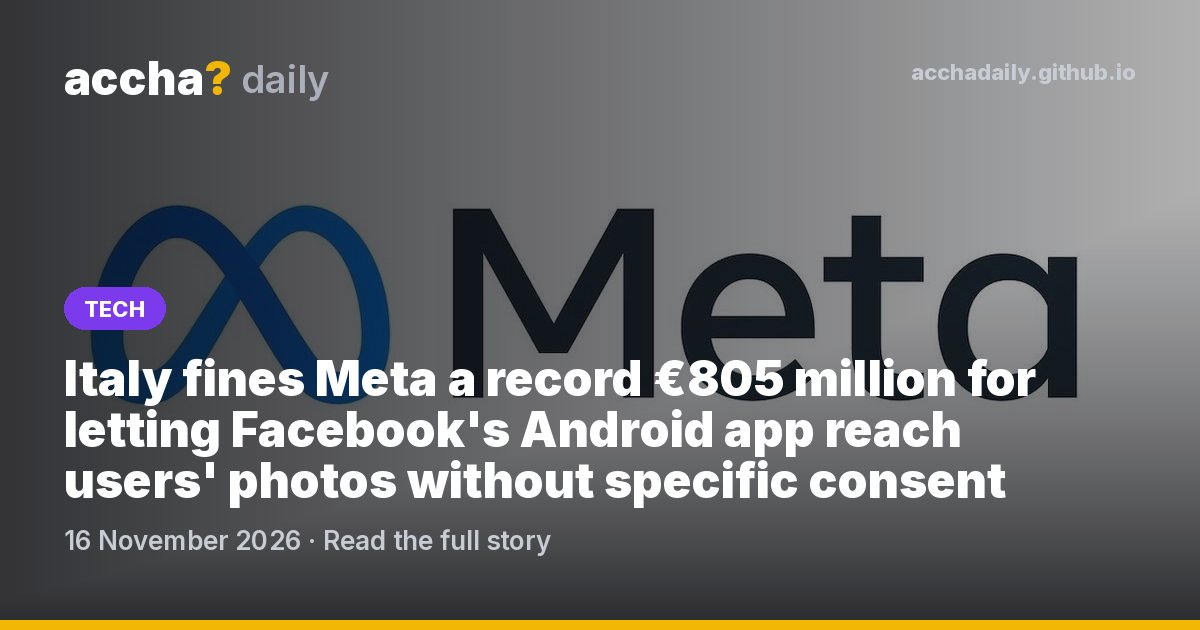 accha? daily
acchadaily.github.io
Meta
TECH
Italy fines Meta a record €805 million for
letting Facebook's Android app reach
users' photos without specific consent
16 November 2026 · Read the full story